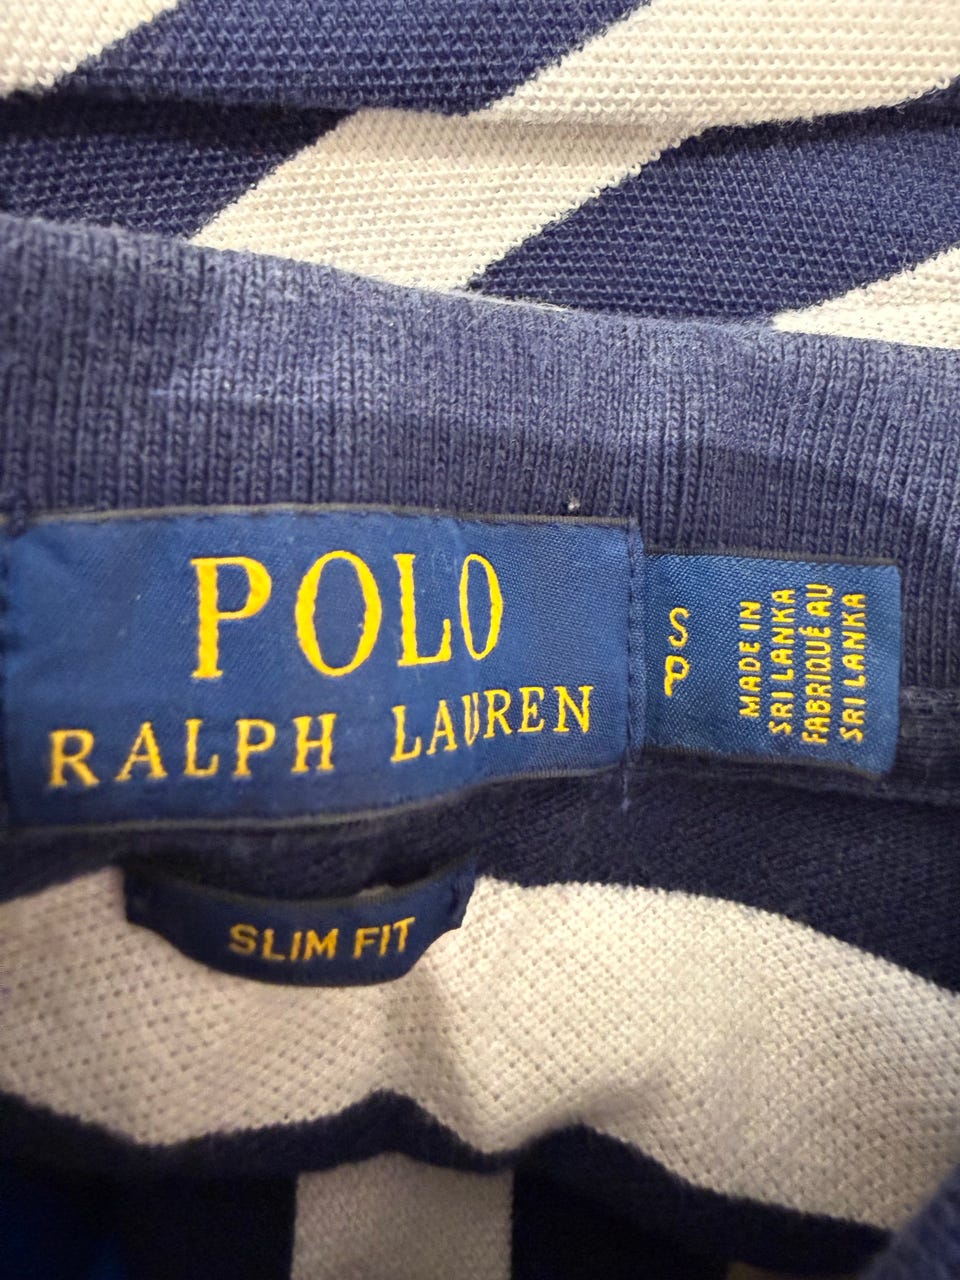 POLO
RALPH LAUREN
S
P
MADE IN
SRI LANKA
FABRIQUÉ AU
SRI LANKA
SLIM FIT